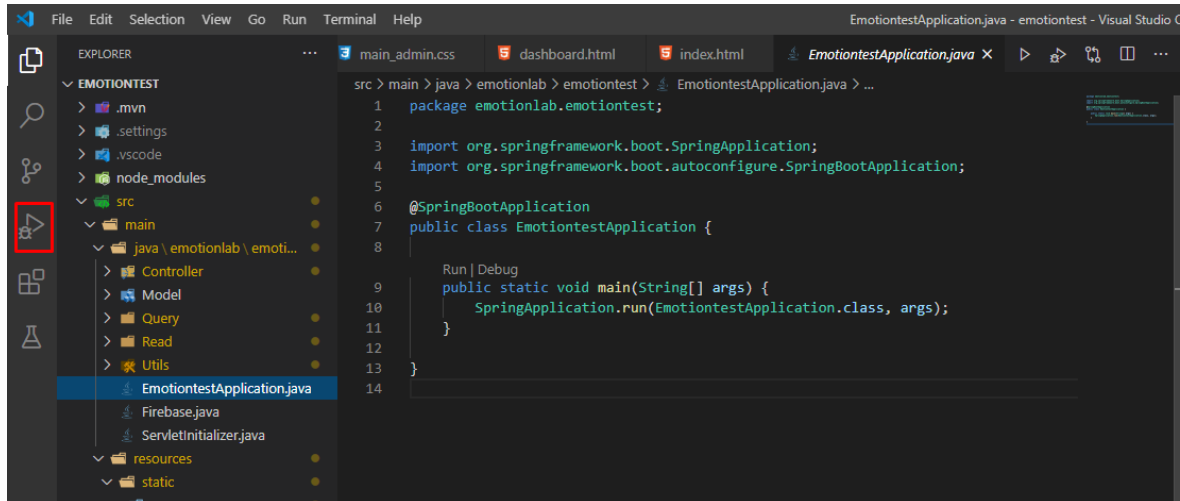 File Edit Selection View Go Run Terminal Help
EmotiontestApplication.java - emotiontest - Visual Studio C
EXPLORER
EMOTIONTEST
.mvn
.settings
.vscode
node_modules
src
main
java \ emotionlab \ emoti...
Controller
Model
Query
Read
Utils
EmotiontestApplication.java
Firebase.java
ServletInitializer.java
resources
static
main_admin.css dashboard.html index.html EmotiontestApplication.java
src > main > java > emotionlab > emotiontest > EmotiontestApplication.java > ...
1 package emotionlab.emotiontest;
2
3 import org.springframework.boot.SpringApplication;
4 import org.springframework.boot.autoconfigure.SpringBootApplication;
5
6 @SpringBootApplication
7 public class EmotiontestApplication {
8
Run | Debug
9 public static void main(String[] args) {
10 SpringApplication.run(EmotiontestApplication.class, args);
11 }
12
13 }
14